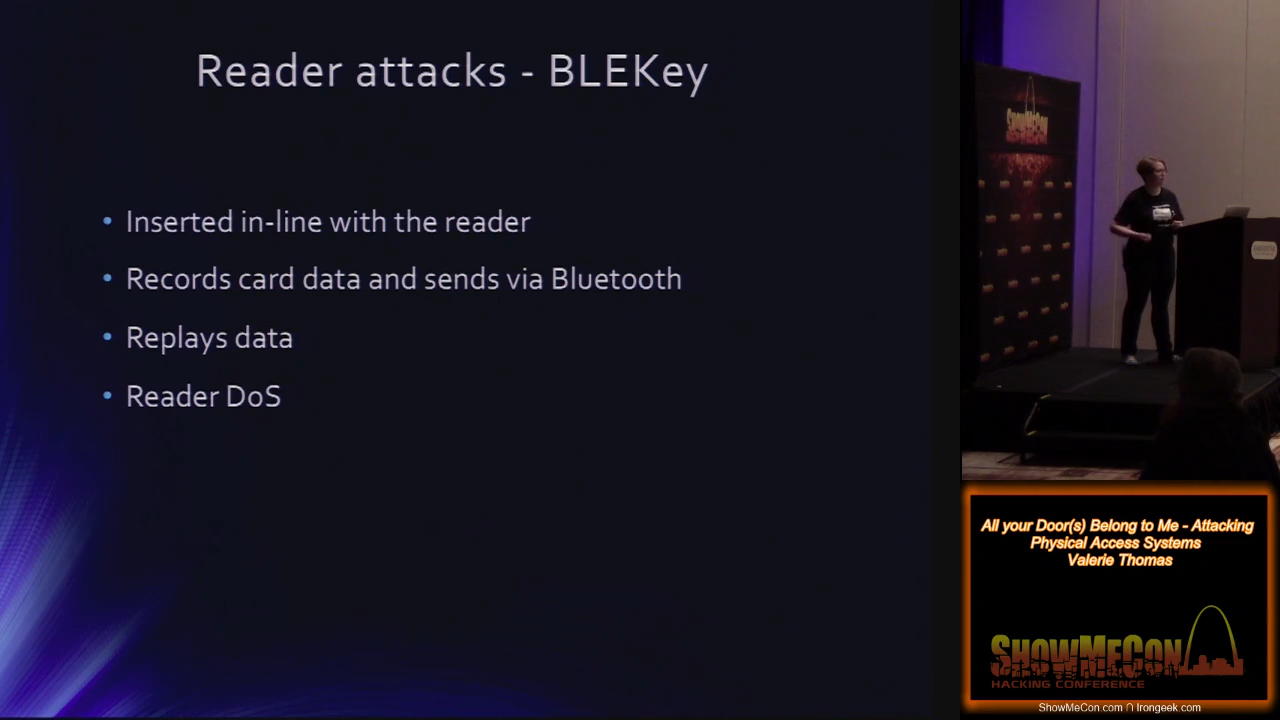 Reader attacks - BLEKey
• Inserted in-line with the reader
• Records card data and sends via Bluetooth
• Replays data
• Reader DoS
SHOWMECON
All your Door(s) Belong to Me - Attacking
Physical Access Systems
Valerie Thomas
SHOWMECON
HACKING CONFERENCE
ShowMeCon.com ∩ Irongeek.com